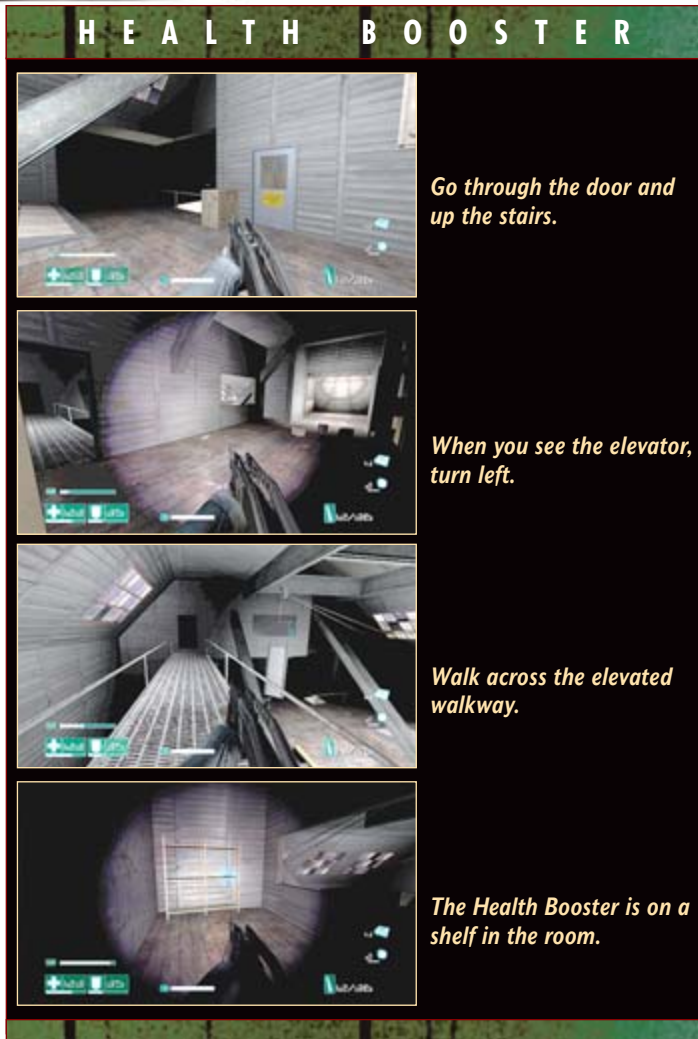 HEALTH BOOSTER
Go through the door and
up the stairs.
When you see the elevator,
turn left.
Walk across the elevated
walkway.
The Health Booster is on a
shelf in the room.